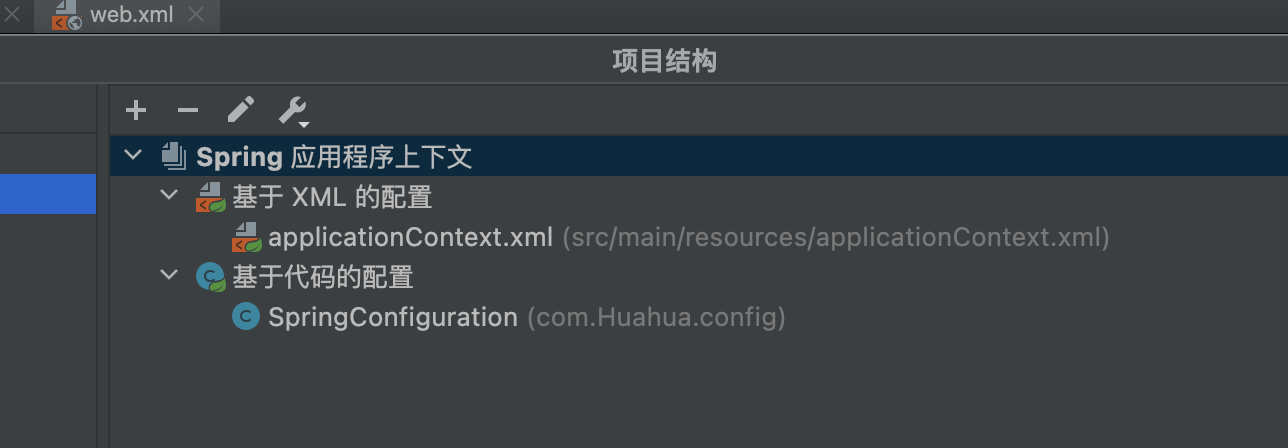 web.xml
项目结构
Spring 应用程序上下文
基于 XML 的配置
applicationContext.xml (src/main/resources/applicationContext.xml)
基于代码的配置
SpringConfiguration (com.Huahua.config)